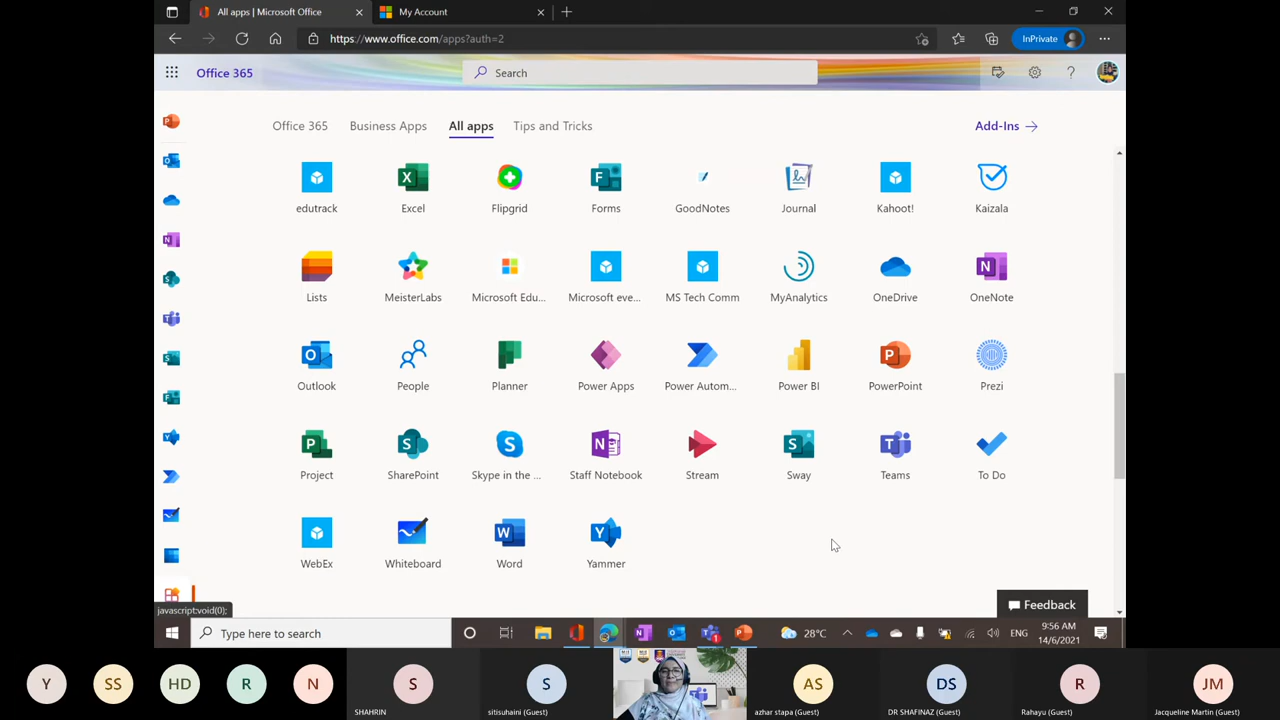 All apps | Microsoft Office
My Account
https://www.office.com/apps?auth=2
InPrivate
Office 365
Search
Office 365 Business Apps All apps Tips and Tricks
Add-Ins
edutrack Excel Flipgrid Forms GoodNotes Journal Kahoot! Kaizala
Lists MeisterLabs Microsoft Edu... Microsoft eve... MS Tech Comm MyAnalytics OneDrive OneNote
Outlook People Planner Power Apps Power Autom... Power BI PowerPoint Prezi
Project SharePoint Skype in the ... Staff Notebook Stream Sway Teams To Do
WebEx Whiteboard Word Yammer
Feedback
javascript:void(0);
Type here to search
28°C
ENG
9:56 AM
14/6/2021
Y SS HD R N S S AS DS R JM
SHAHRIN sitisuhaini (Guest) azhar stapa (Guest) DR SHAFINAZ (Guest) Rahayu (Guest) Jacqueline Martin (Guest)